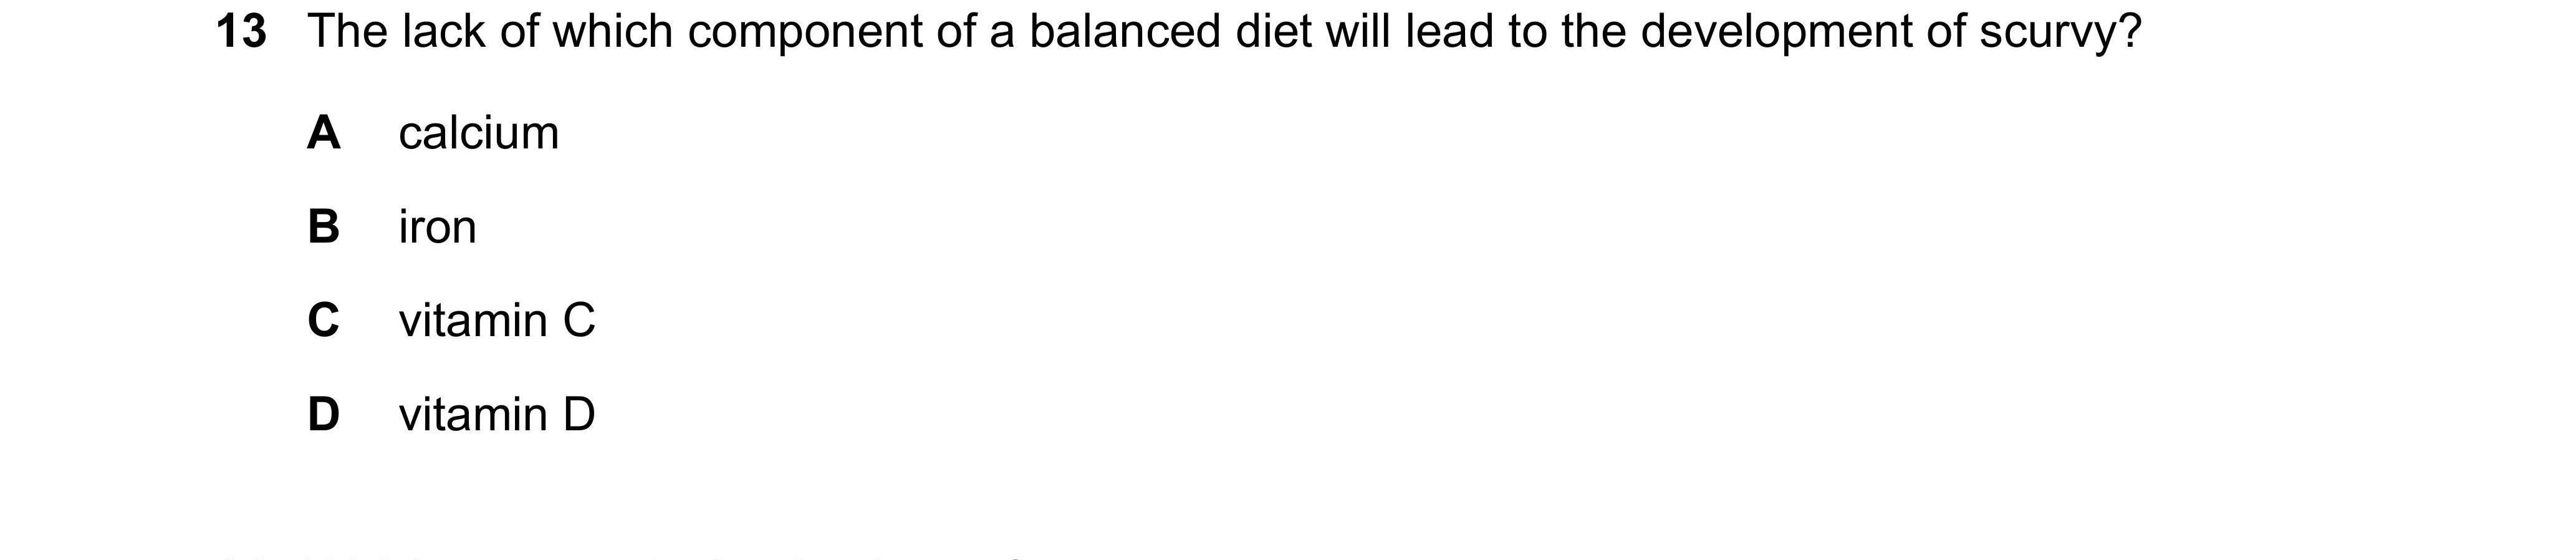 13 The lack of which component of a balanced diet will lead to the development of scurvy?
A calcium
B iron
C vitamin C
D vitamin D